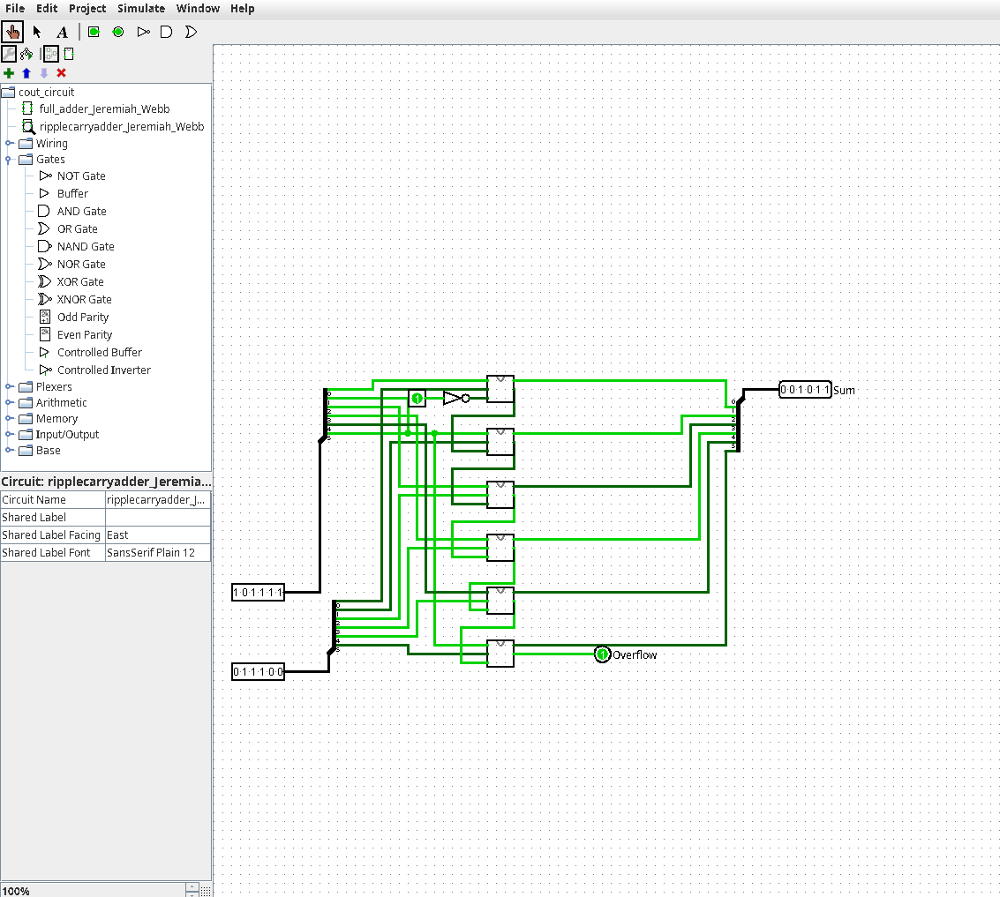 File Edit Project Simulate Window Help
A
cout_circuit
full_adder_Jeremiah_Webb
ripplecarryadder_Jeremiah_Webb
Wiring
Gates
NOT Gate
Buffer
AND Gate
OR Gate
NAND Gate
NOR Gate
XOR Gate
XNOR Gate
Odd Parity
Even Parity
Controlled Buffer
Controlled Inverter
Plexers
Arithmetic
Memory
Input/Output
Base
Circuit: ripplecarryadder_Jeremia...
Circuit Name ripplecarryadder_J...
Shared Label
Shared Label Facing East
Shared Label Font SansSerif Plain 12
100%
0 0 1 0 1 1 Sum
1
1 0 1 1 1 1
0 1 1 1 0 0
1 Overflow